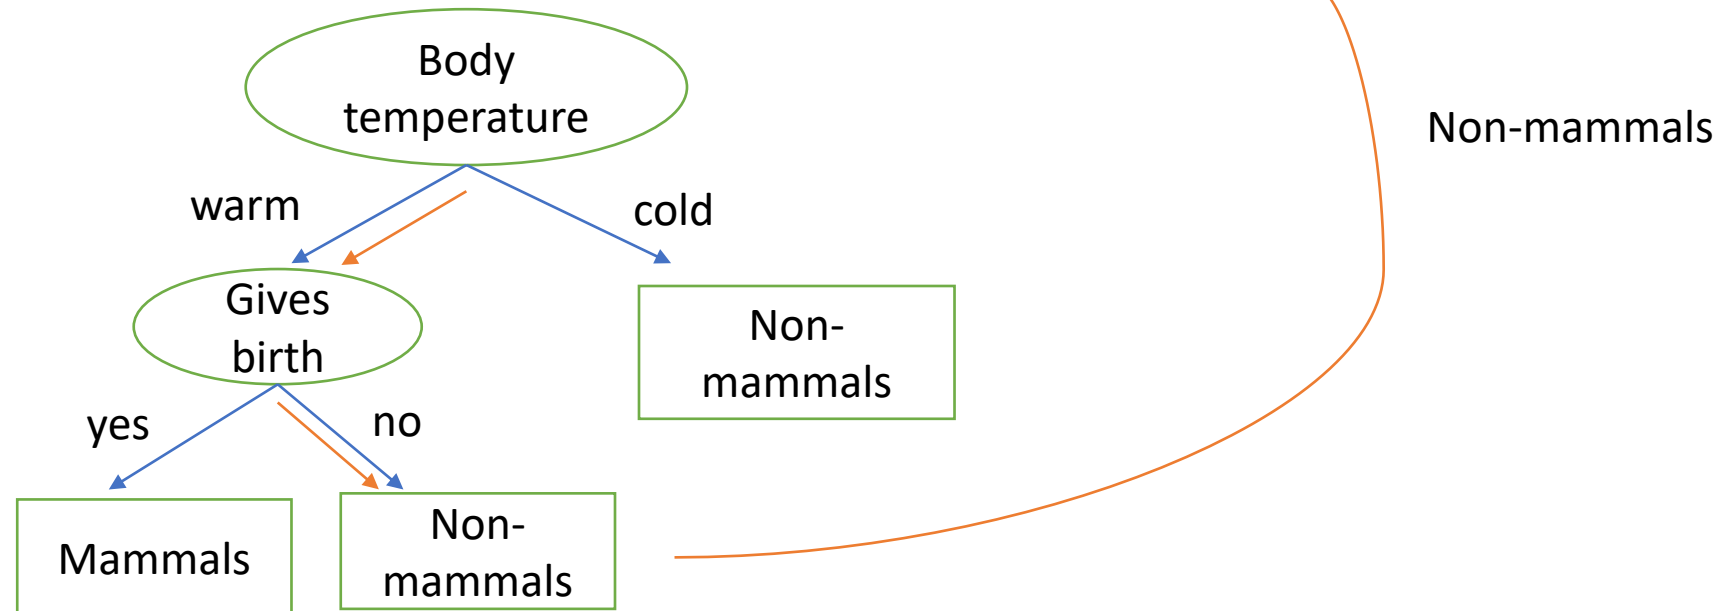 Body
temperature
Non-mammals
warm
cold
Gives
birth
Non-
mammals
yes
no
Mammals
Non-
mammals